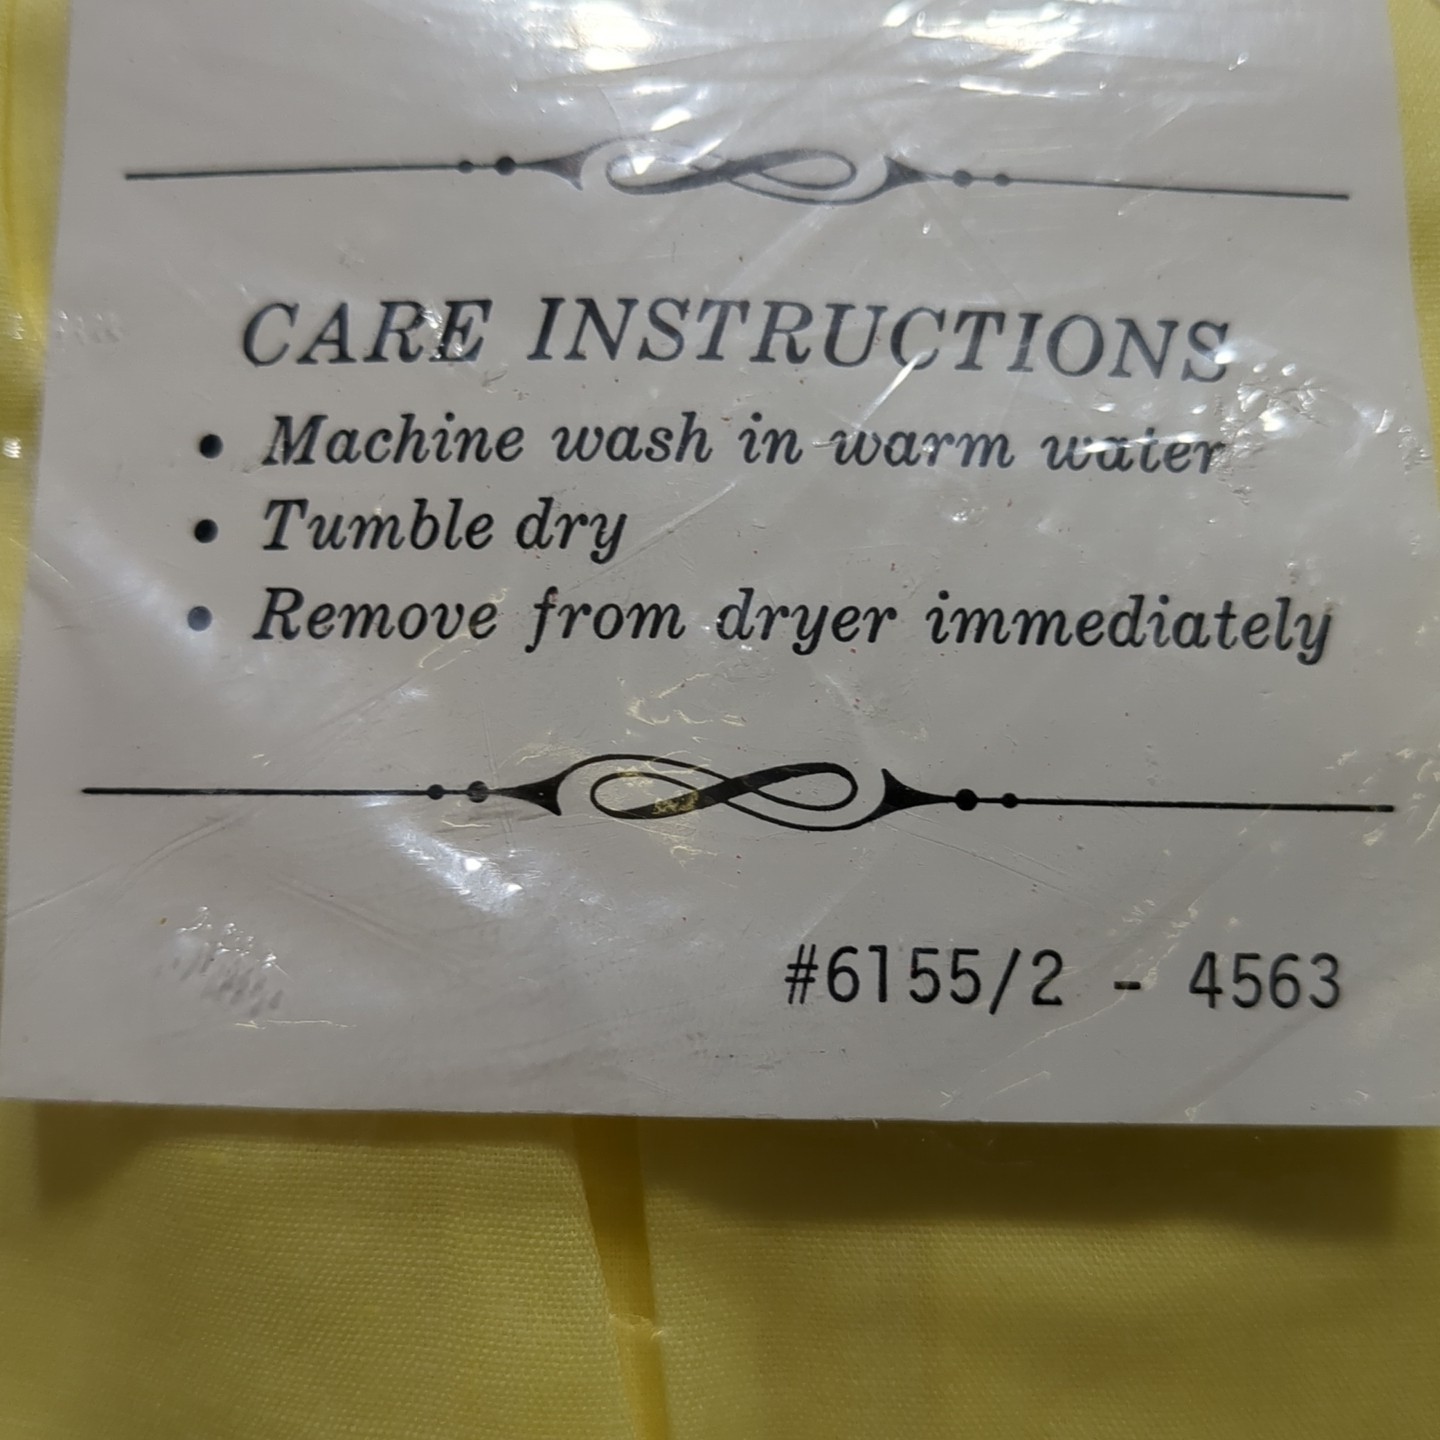 CARE INSTRUCTIONS
• Machine wash in warm water
• Tumble dry
• Remove from dryer immediately
#6155/2 - 4563